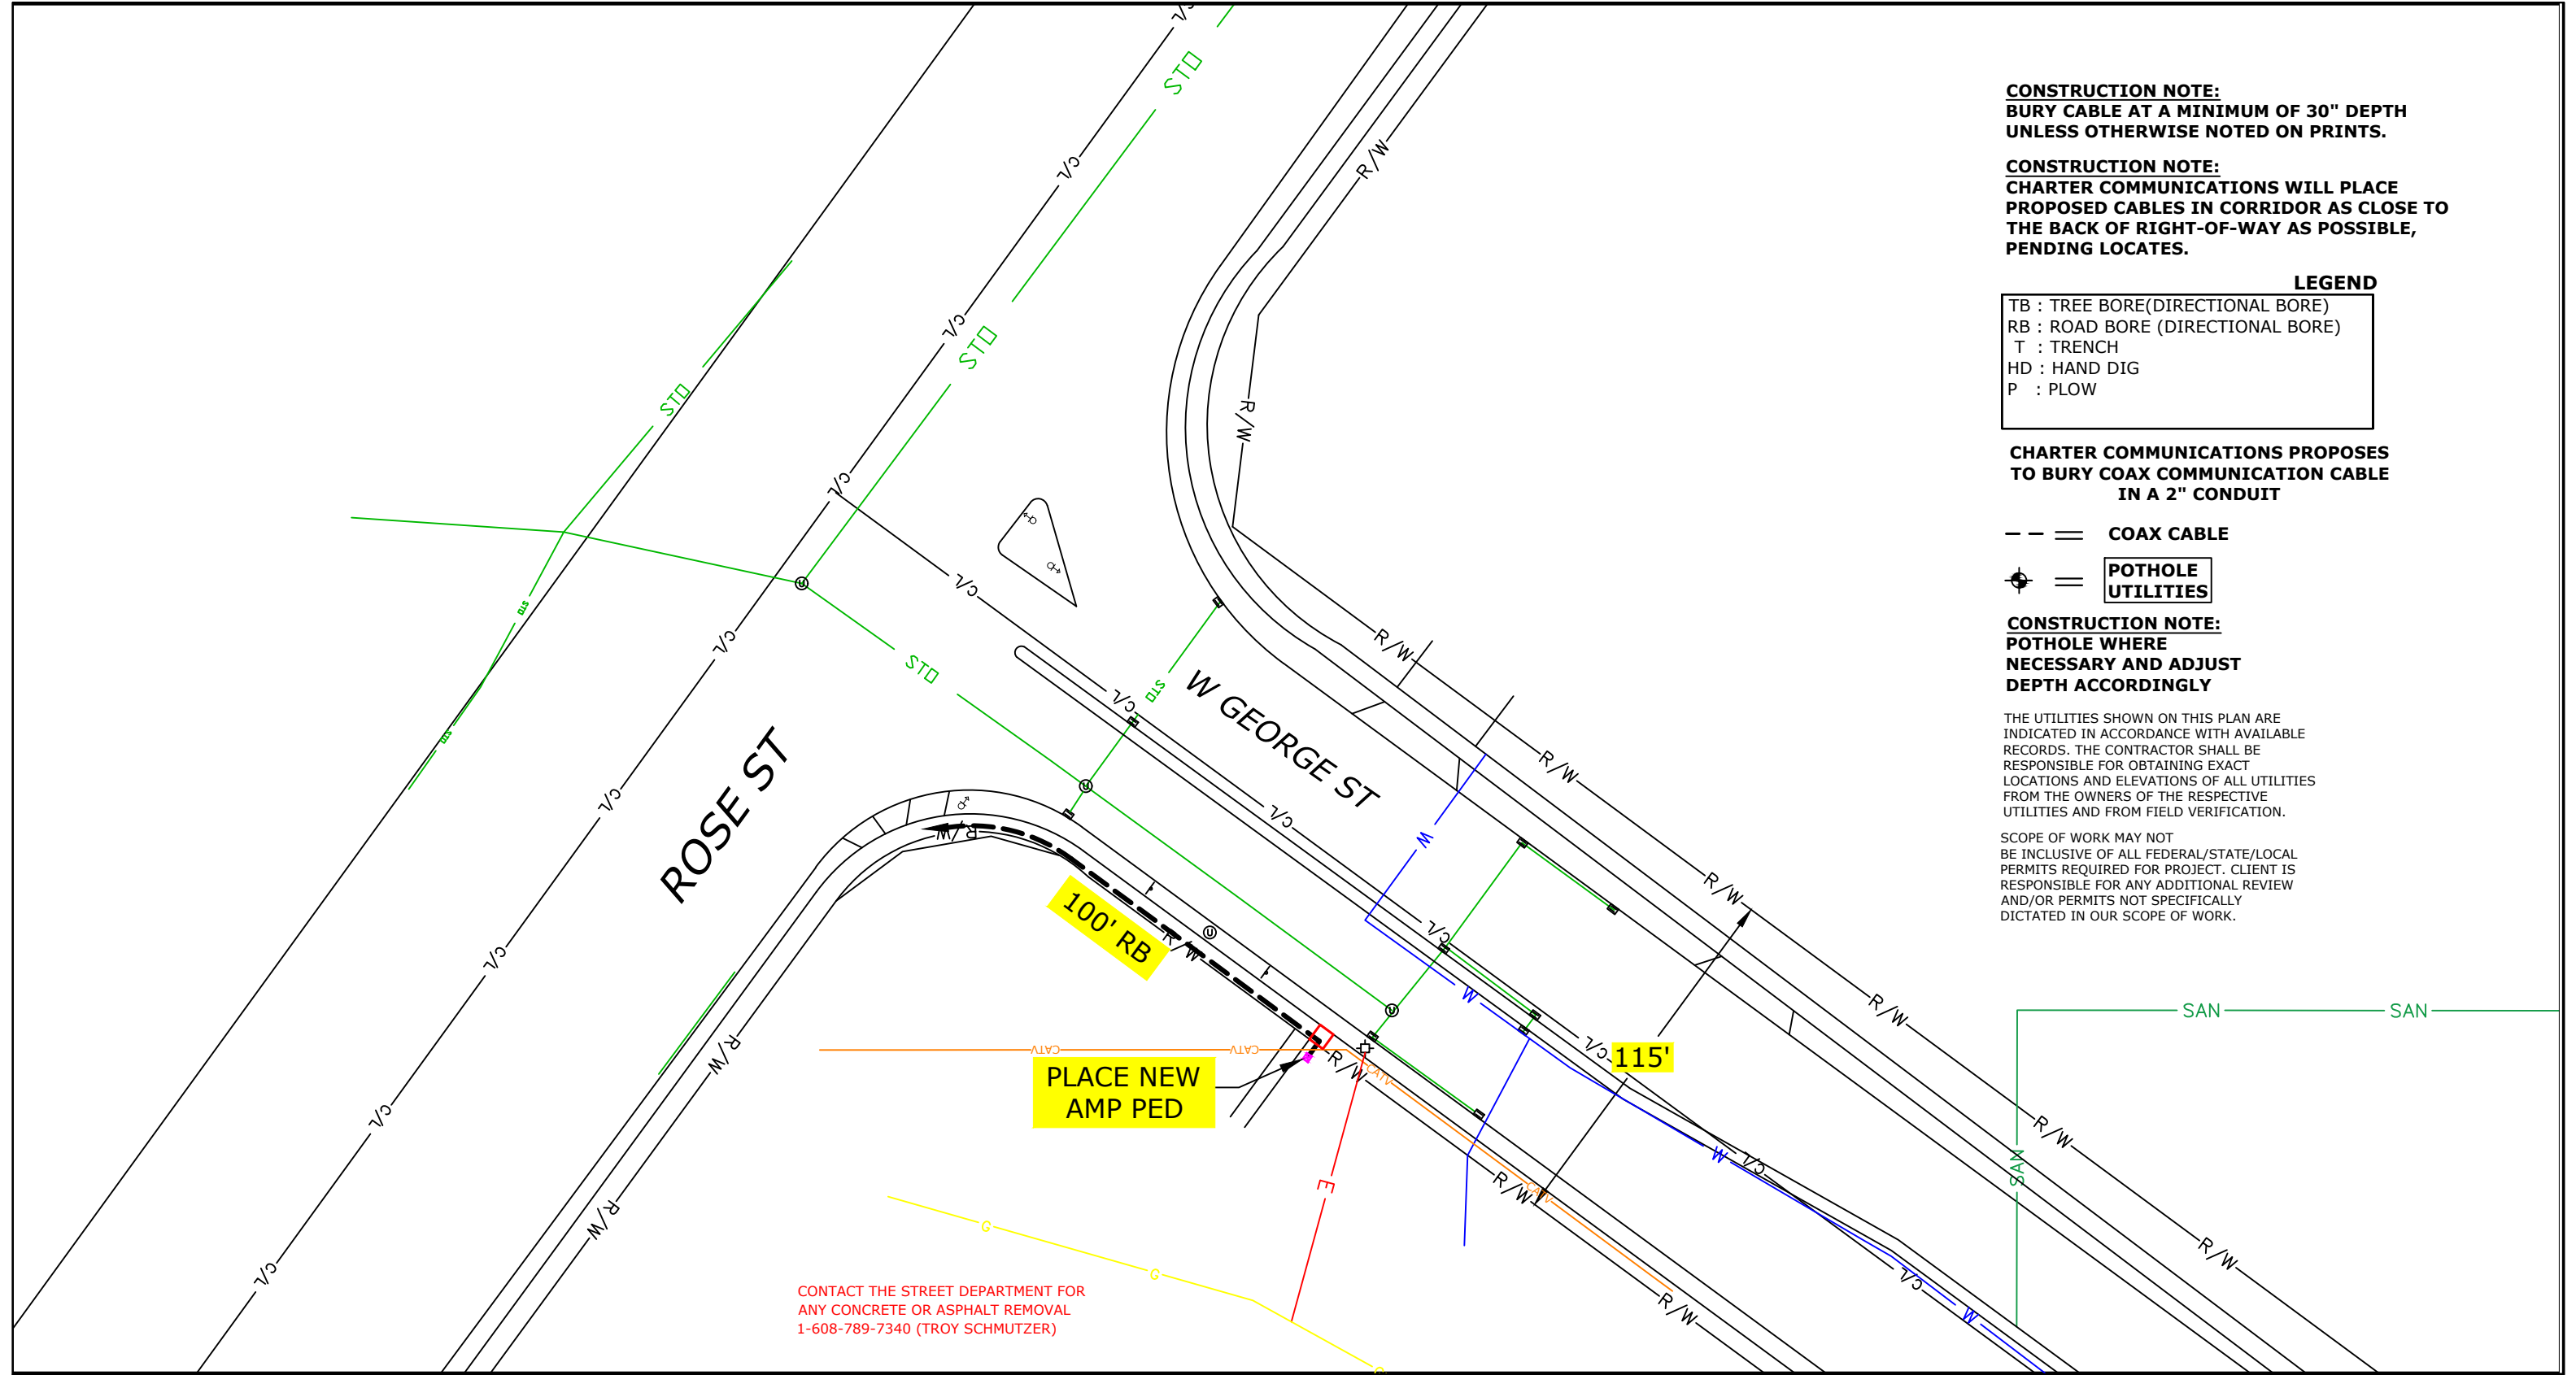 CONSTRUCTION NOTE:
BURY CABLE AT A MINIMUM OF 30" DEPTH
UNLESS OTHERWISE NOTED ON PRINTS.
CONSTRUCTION NOTE:
CHARTER COMMUNICATIONS WILL PLACE
PROPOSED CABLES IN CORRIDOR AS CLOSE TO
THE BACK OF RIGHT-OF-WAY AS POSSIBLE,
PENDING LOCATES.
LEGEND
TB : TREE BORE(DIRECTIONAL BORE)
RB : ROAD BORE (DIRECTIONAL BORE)
T : TRENCH
HD : HAND DIG
P : PLOW
CHARTER COMMUNICATIONS PROPOSES
TO BURY COAX COMMUNICATION CABLE
IN A 2" CONDUIT
COAX CABLE
POTHOLE
UTILITIES
CONSTRUCTION NOTE:
POTHOLE WHERE
NECESSARY AND ADJUST
DEPTH ACCORDINGLY
THE UTILITIES SHOWN ON THIS PLAN ARE
INDICATED IN ACCORDANCE WITH AVAILABLE
RECORDS. THE CONTRACTOR SHALL BE
RESPONSIBLE FOR OBTAINING EXACT
LOCATIONS AND ELEVATIONS OF ALL UTILITIES
FROM THE OWNERS OF THE RESPECTIVE
UTILITIES AND FROM FIELD VERIFICATION.
SCOPE OF WORK MAY NOT
BE INCLUSIVE OF ALL FEDERAL/STATE/LOCAL
PERMITS REQUIRED FOR PROJECT. CLIENT IS
RESPONSIBLE FOR ANY ADDITIONAL REVIEW
AND/OR PERMITS NOT SPECIFICALLY
DICTATED IN OUR SCOPE OF WORK.
C/L
STO
C/L
R/W
C/L
STO
STO
R/W
C/L
C/L
STO
C/L
STO
R/W
C/L
STO
W GEORGE ST
STO
ROSE ST
R/W
C/L
C/L
W
R/W
R/W
100' RB
R/W
C/L
C/L
W
R/W
SAN
SAN
CATV
CATV
R/W
PLACE NEW
AMP PED
R/W
CATV
C/L
115'
C/L
R/W
SAN
W
C/L
E
R/W
CATV
R/W
G
G
R/W
C/L
C/L
W
R/W
G
CONTACT THE STREET DEPARTMENT FOR
ANY CONCRETE OR ASPHALT REMOVAL
1-608-789-7340 (TROY SCHMUTZER)